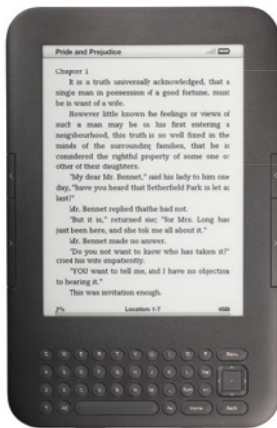 Pride and Prejudice
Chapter 1
It is a truth universally acknowledged, that a
single man in possession of a good fortune, must
be in want of a wife.
However little known the feelings or views of
such a man may be on his first entering a
neighbourhood, this truth is so well fixed in the
minds of the surrounding families, that he is
considered the rightful property of some one or
other of their daughters.
"My dear Mr. Bennet," said his lady to him one
day, "have you heard that Netherfield Park is let at
last?"
Mr. Bennet replied that he had not.
"But it is," returned she; "for Mrs. Long has
just been here, and she told me all about it."
Mr. Bennet made no answer.
"Do you not want to know who has taken it?"
cried his wife impatiently.
"YOU want to tell me, and I have no objection
to hearing it."
This was invitation enough.
Location: 1-7
Q W E R T Y U I O P Menu
A S D F G H J K L Del
Z X C V B N M Sym
Alt Aa Home Back